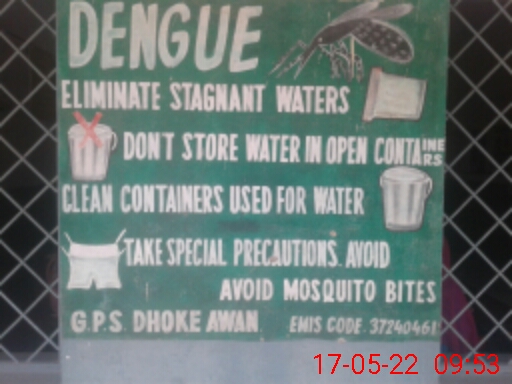 DENGUE
ELIMINATE STAGNANT WATERS
DON'T STORE WATER IN OPEN CONTAINERS
CLEAN CONTAINERS USED FOR WATER
TAKE SPECIAL PRECAUTIONS. AVOID
AVOID MOSQUITO BITES
G.P.S. DHOKE AWAN. EMIS CODE. 37240461
17-05-22 09:53